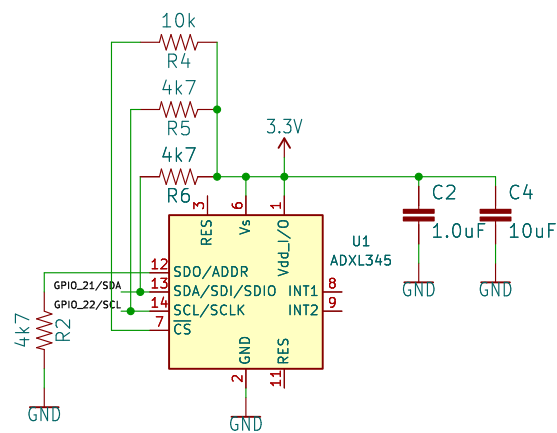 10k
R4
4k7
R5
3.3V
4k7
R6
C2
1.0uF
C4
10uF
3
RES
6
Vs
1
Vdd_I/O
U1
ADXL345
12
SDO/ADDR
GPIO_21/SDA
13
SDA/SDI/SDIO
INT1
8
GND
GND
GPIO_22/SCL
14
SCL/SCLK
INT2
9
7
CS
4k7
R2
GND
2
RES
11
GND
GND